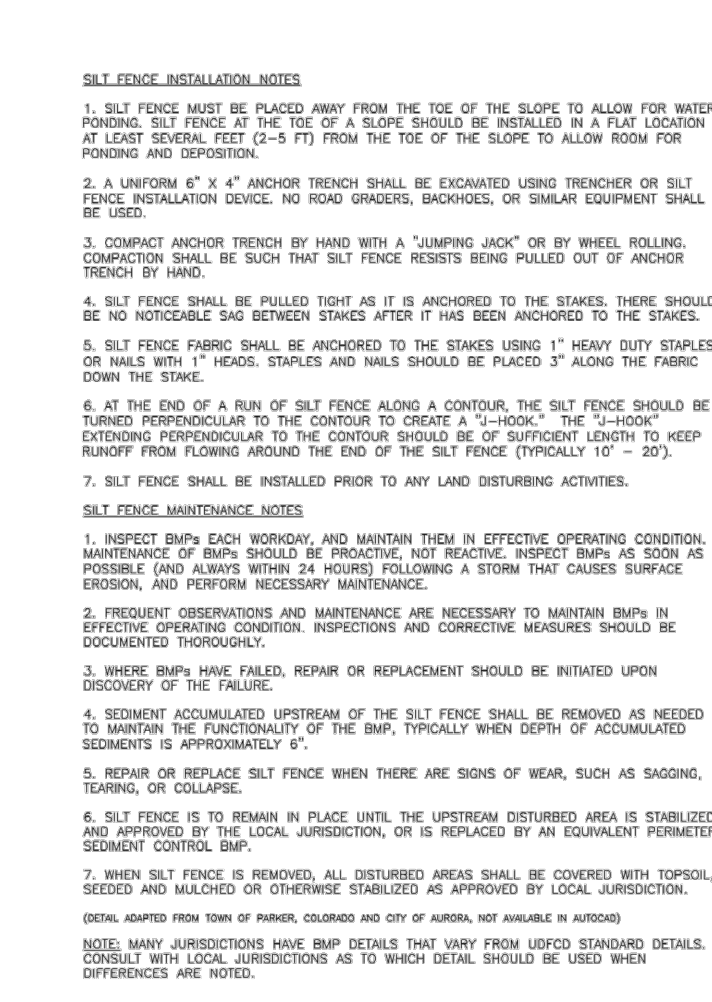 SILT FENCE INSTALLATION NOTES
1. SILT FENCE MUST BE PLACED AWAY FROM THE TOE OF THE SLOPE TO ALLOW FOR WATER
PONDING. SILT FENCE AT THE TOE OF A SLOPE SHOULD BE INSTALLED IN A FLAT LOCATION
AT LEAST SEVERAL FEET (2–5 FT) FROM THE TOE OF THE SLOPE TO ALLOW ROOM FOR
PONDING AND DEPOSITION.
2. A UNIFORM 6" X 4" ANCHOR TRENCH SHALL BE EXCAVATED USING TRENCHER OR SILT
FENCE INSTALLATION DEVICE. NO ROAD GRADERS, BACKHOES, OR SIMILAR EQUIPMENT SHALL
BE USED.
3. COMPACT ANCHOR TRENCH BY HAND WITH A "JUMPING JACK" OR BY WHEEL ROLLING.
COMPACTION SHALL BE SUCH THAT SILT FENCE RESISTS BEING PULLED OUT OF ANCHOR
TRENCH BY HAND.
4. SILT FENCE SHALL BE PULLED TIGHT AS IT IS ANCHORED TO THE STAKES. THERE SHOULD
BE NO NOTICEABLE SAG BETWEEN STAKES AFTER IT HAS BEEN ANCHORED TO THE STAKES.
5. SILT FENCE FABRIC SHALL BE ANCHORED TO THE STAKES USING 1" HEAVY DUTY STAPLES
OR NAILS WITH 1" HEADS. STAPLES AND NAILS SHOULD BE PLACED 3" ALONG THE FABRIC
DOWN THE STAKE.
6. AT THE END OF A RUN OF SILT FENCE ALONG A CONTOUR, THE SILT FENCE SHOULD BE
TURNED PERPENDICULAR TO THE CONTOUR TO CREATE A "J–HOOK." THE "J–HOOK"
EXTENDING PERPENDICULAR TO THE CONTOUR SHOULD BE OF SUFFICIENT LENGTH TO KEEP
RUNOFF FROM FLOWING AROUND THE END OF THE SILT FENCE (TYPICALLY 10' – 20').
7. SILT FENCE SHALL BE INSTALLED PRIOR TO ANY LAND DISTURBING ACTIVITIES.
SILT FENCE MAINTENANCE NOTES
1. INSPECT BMPs EACH WORKDAY, AND MAINTAIN THEM IN EFFECTIVE OPERATING CONDITION.
MAINTENANCE OF BMPs SHOULD BE PROACTIVE, NOT REACTIVE. INSPECT BMPs AS SOON AS
POSSIBLE (AND ALWAYS WITHIN 24 HOURS) FOLLOWING A STORM THAT CAUSES SURFACE
EROSION, AND PERFORM NECESSARY MAINTENANCE.
2. FREQUENT OBSERVATIONS AND MAINTENANCE ARE NECESSARY TO MAINTAIN BMPs IN
EFFECTIVE OPERATING CONDITION. INSPECTIONS AND CORRECTIVE MEASURES SHOULD BE
DOCUMENTED THOROUGHLY.
3. WHERE BMPs HAVE FAILED, REPAIR OR REPLACEMENT SHOULD BE INITIATED UPON
DISCOVERY OF THE FAILURE.
4. SEDIMENT ACCUMULATED UPSTREAM OF THE SILT FENCE SHALL BE REMOVED AS NEEDED
TO MAINTAIN THE FUNCTIONALITY OF THE BMP, TYPICALLY WHEN DEPTH OF ACCUMULATED
SEDIMENTS IS APPROXIMATELY 6".
5. REPAIR OR REPLACE SILT FENCE WHEN THERE ARE SIGNS OF WEAR, SUCH AS SAGGING,
TEARING, OR COLLAPSE.
6. SILT FENCE IS TO REMAIN IN PLACE UNTIL THE UPSTREAM DISTURBED AREA IS STABILIZED
AND APPROVED BY THE LOCAL JURISDICTION, OR IS REPLACED BY AN EQUIVALENT PERIMETER
SEDIMENT CONTROL BMP.
7. WHEN SILT FENCE IS REMOVED, ALL DISTURBED AREAS SHALL BE COVERED WITH TOPSOIL,
SEEDED AND MULCHED OR OTHERWISE STABILIZED AS APPROVED BY LOCAL JURISDICTION.
(DETAIL ADAPTED FROM TOWN OF PARKER, COLORADO AND CITY OF AURORA, NOT AVAILABLE IN AUTOCAD)
NOTE: MANY JURISDICTIONS HAVE BMP DETAILS THAT VARY FROM UDFCD STANDARD DETAILS.
CONSULT WITH LOCAL JURISDICTIONS AS TO WHICH DETAIL SHOULD BE USED WHEN
DIFFERENCES ARE NOTED.